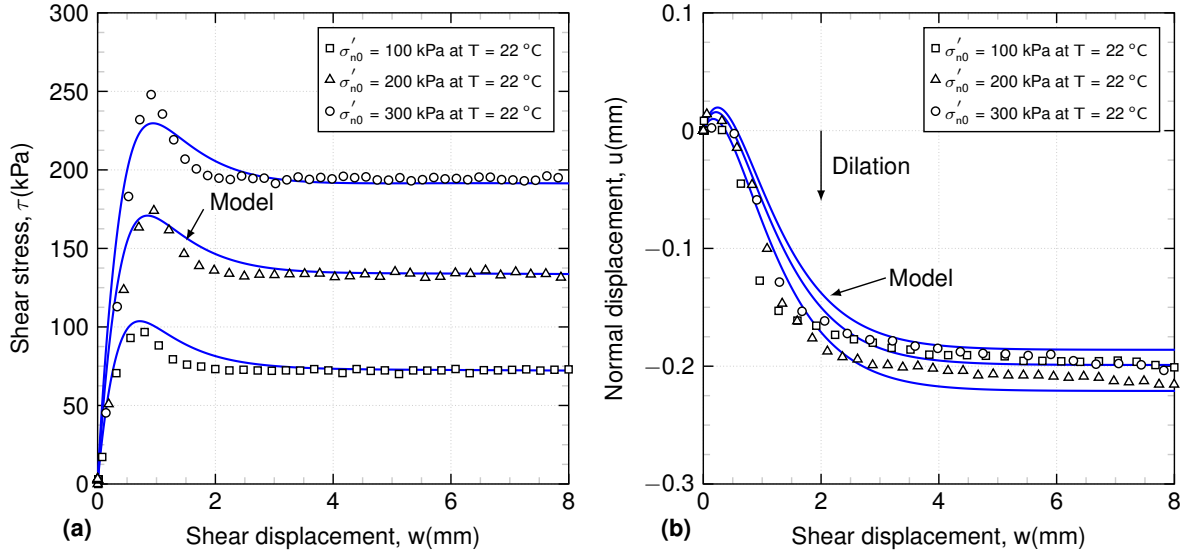 300
250
200
150
100
50
0
0
2
4
6
8
Shear stress, τ(kPa)
Shear displacement, w(mm)
(a)
σ′n0 = 100 kPa at T = 22 °C
σ′n0 = 200 kPa at T = 22 °C
σ′n0 = 300 kPa at T = 22 °C
Model
0.1
0
−0.1
−0.2
−0.3
0
2
4
6
8
Normal displacement, u(mm)
Shear displacement, w(mm)
(b)
σ′n0 = 100 kPa at T = 22 °C
σ′n0 = 200 kPa at T = 22 °C
σ′n0 = 300 kPa at T = 22 °C
Dilation
Model